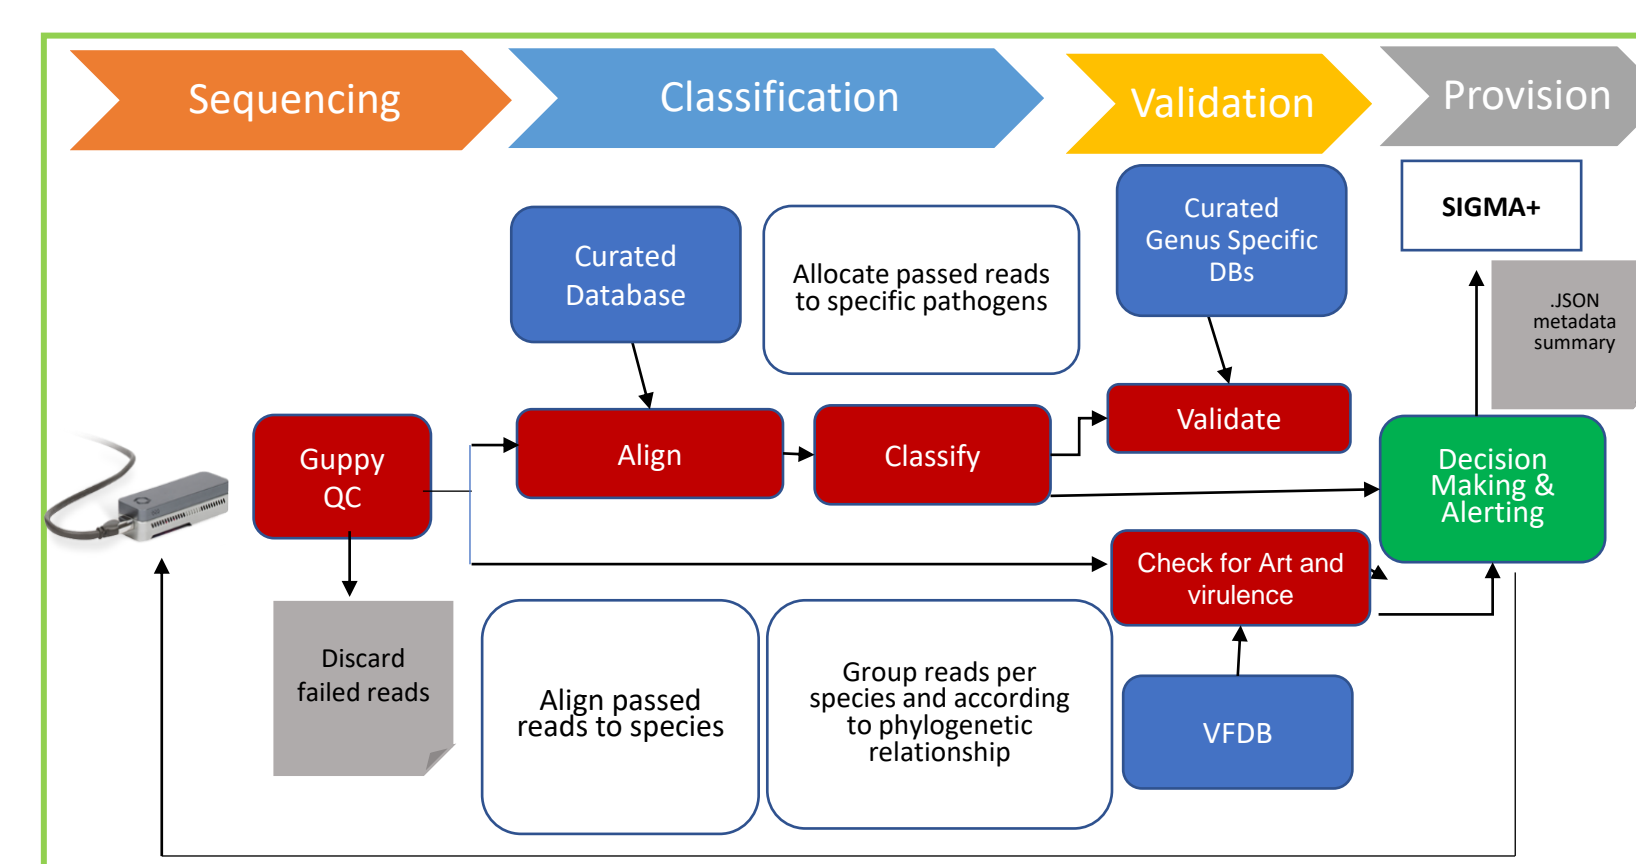 Sequencing
Classification
Validation
Provision
Curated
Database
Allocate passed reads
to specific pathogens
Curated
Genus Specific
DBs
SIGMA+
.JSON
metadata
summary
Guppy
QC
Align
Classify
Validate
Decision
Making &
Alerting
Check for Art and
virulence
Discard
failed reads
Align passed
reads to species
Group reads per
species and according
to phylogenetic
relationship
VFDB